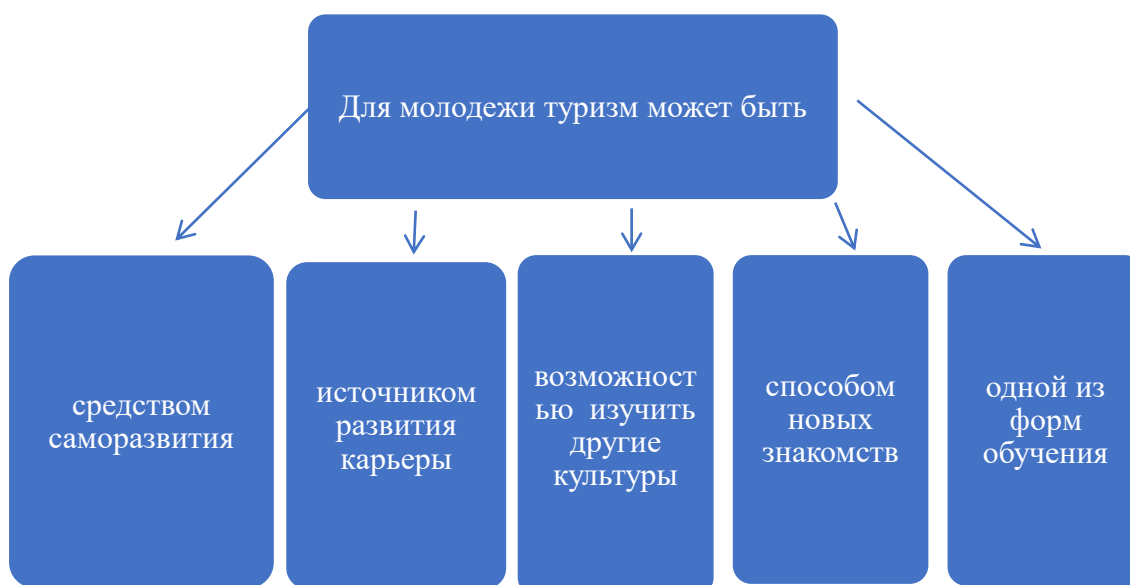 Для молодежи туризм может быть
средством
саморазвития
источником
развития
карьеры
возможност
ью  изучить
другие
культуры
способом
новых
знакомств
одной из
форм
обучения